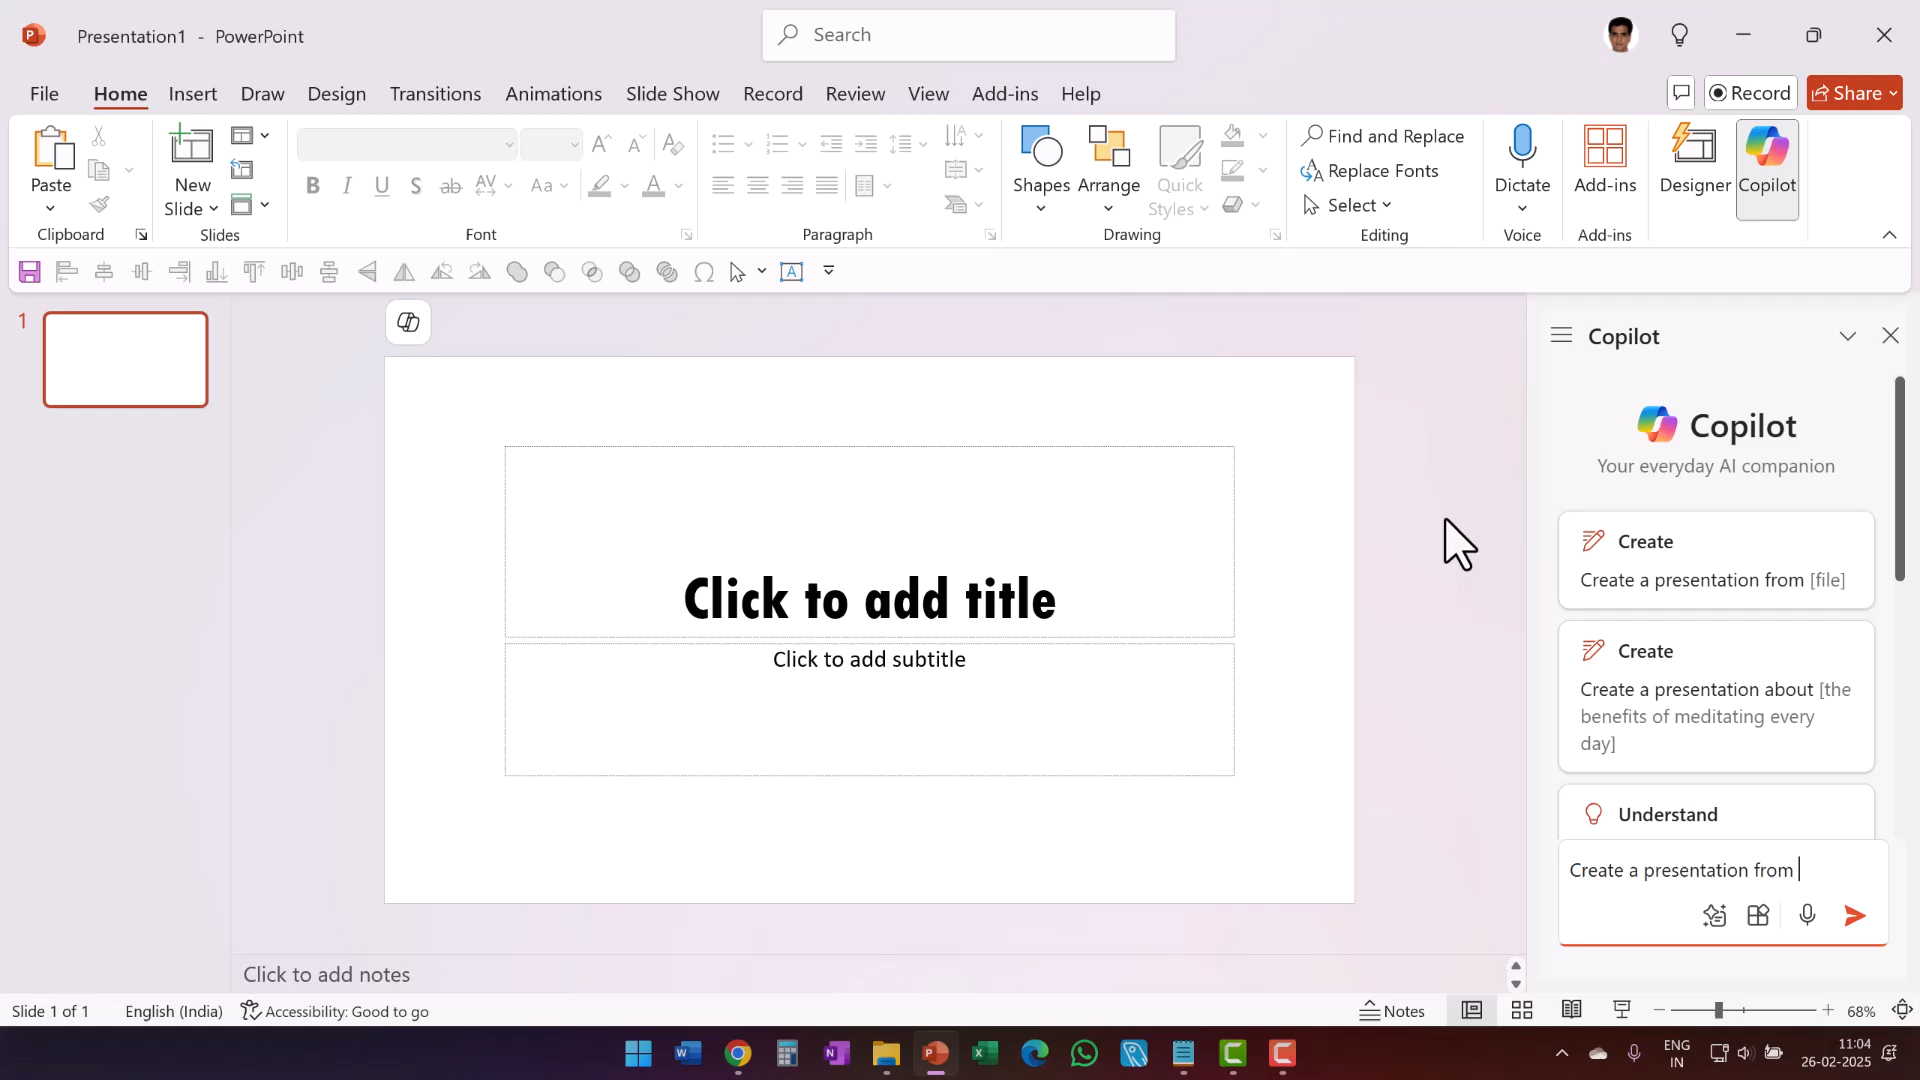 Presentation1 - PowerPoint
Search
File Home Insert Draw Design Transitions Animations Slide Show Record Review View Add-ins Help
Record
Share
Paste
New
Slide
B I U S ab AV Aa A
Shapes Arrange Quick
Styles
Find and Replace
Replace Fonts
Select
Dictate
Add-ins
Designer
Copilot
Clipboard
Slides
Font
Paragraph
Drawing
Editing
Voice
Add-ins
1
Click to add title
Click to add subtitle
Click to add notes
Copilot
Copilot
Your everyday AI companion
Create
Create a presentation from [file]
Create
Create a presentation about [the
benefits of meditating every
day]
Understand
Create a presentation from
Slide 1 of 1
English (India)
Accessibility: Good to go
Notes
68%
ENG
IN
11:04
26-02-2025